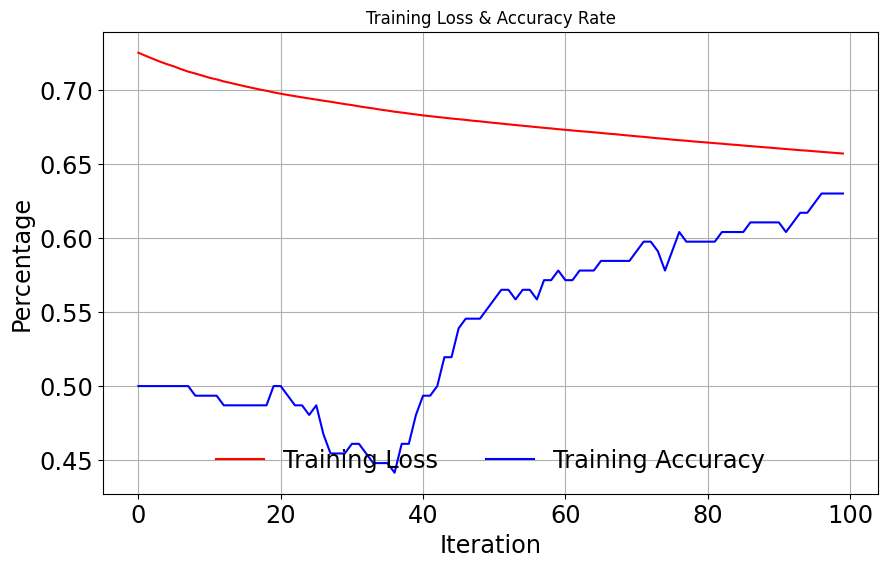 Training Loss & Accuracy Rate
Percentage
0.70
0.65
0.60
0.55
0.50
0.45
Training Loss
Training Accuracy
0 20 40 60 80 100
Iteration